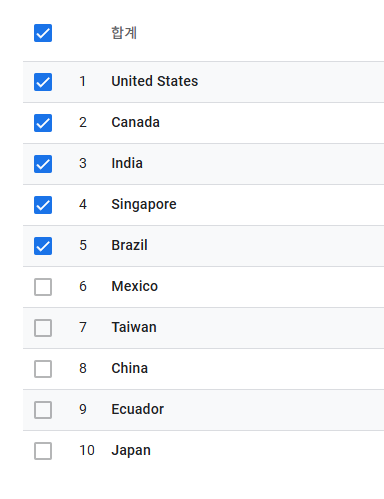 합계
1 United States
2 Canada
3 India
4 Singapore
5 Brazil
6 Mexico
7 Taiwan
8 China
9 Ecuador
10 Japan